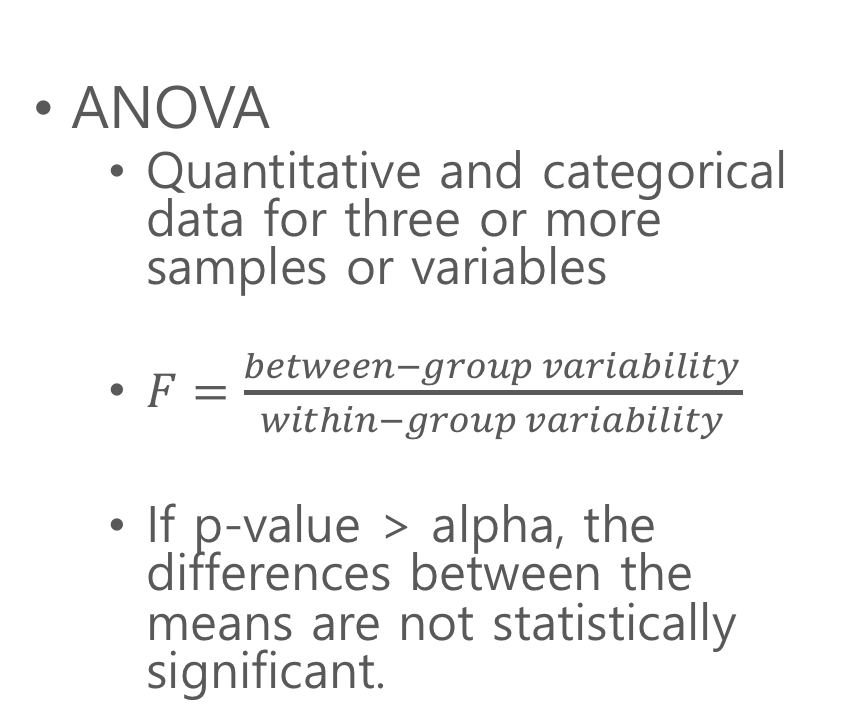 • ANOVA
• Quantitative and categorical
data for three or more
samples or variables
• F = between−group variability / within−group variability
• If p-value > alpha, the
differences between the
means are not statistically
significant.